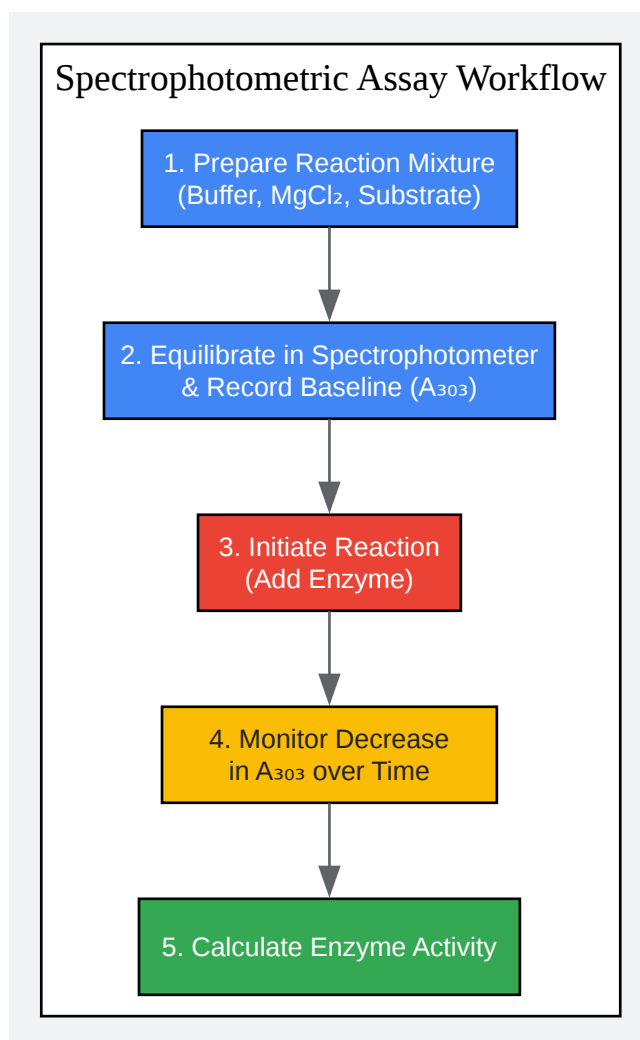 Spectrophotometric Assay Workflow
1. Prepare Reaction Mixture
(Buffer, MgCl₂, Substrate)
2. Equilibrate in Spectrophotometer
& Record Baseline (A₃₀₃)
3. Initiate Reaction
(Add Enzyme)
4. Monitor Decrease
in A₃₀₃ over Time
5. Calculate Enzyme Activity